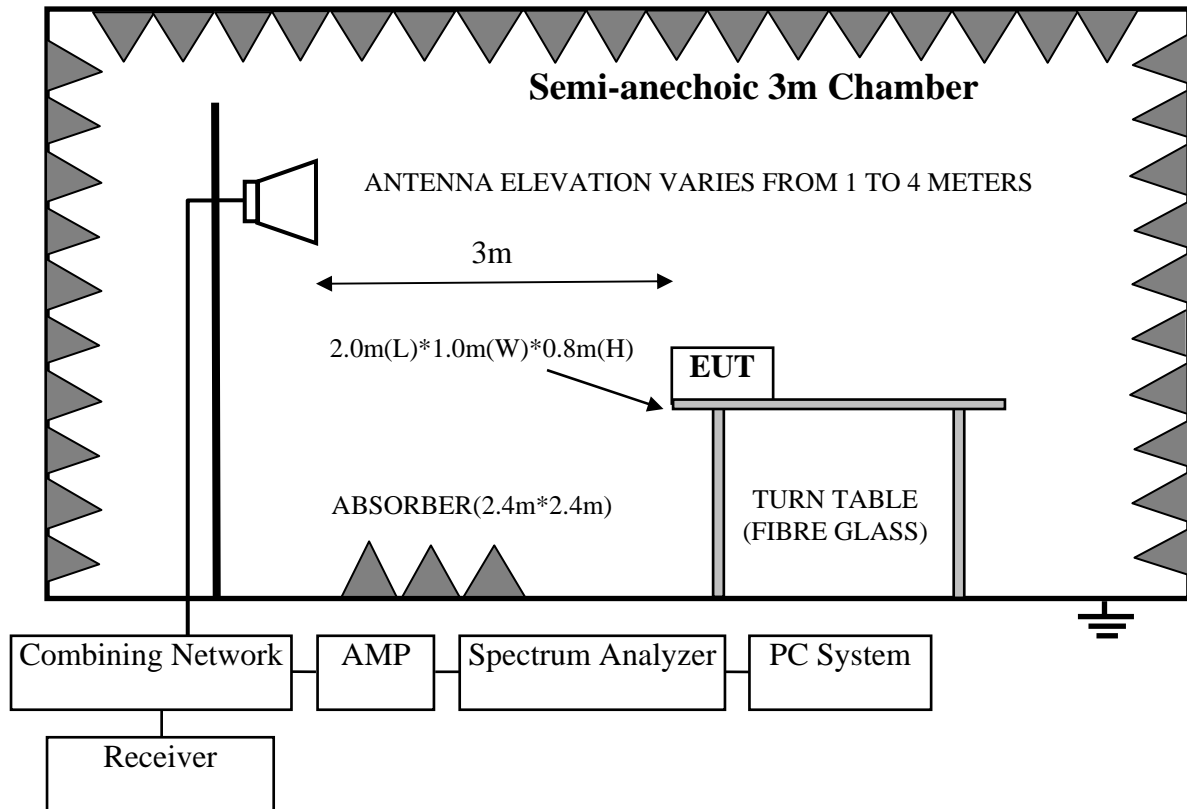 Semi-anechoic 3m Chamber
ANTENNA ELEVATION VARIES FROM 1 TO 4 METERS
3m
2.0m(L)*1.0m(W)*0.8m(H)
EUT
ABSORBER(2.4m*2.4m)
TURN TABLE
(FIBRE GLASS)
Combining Network
AMP
Spectrum Analyzer
PC System
Receiver